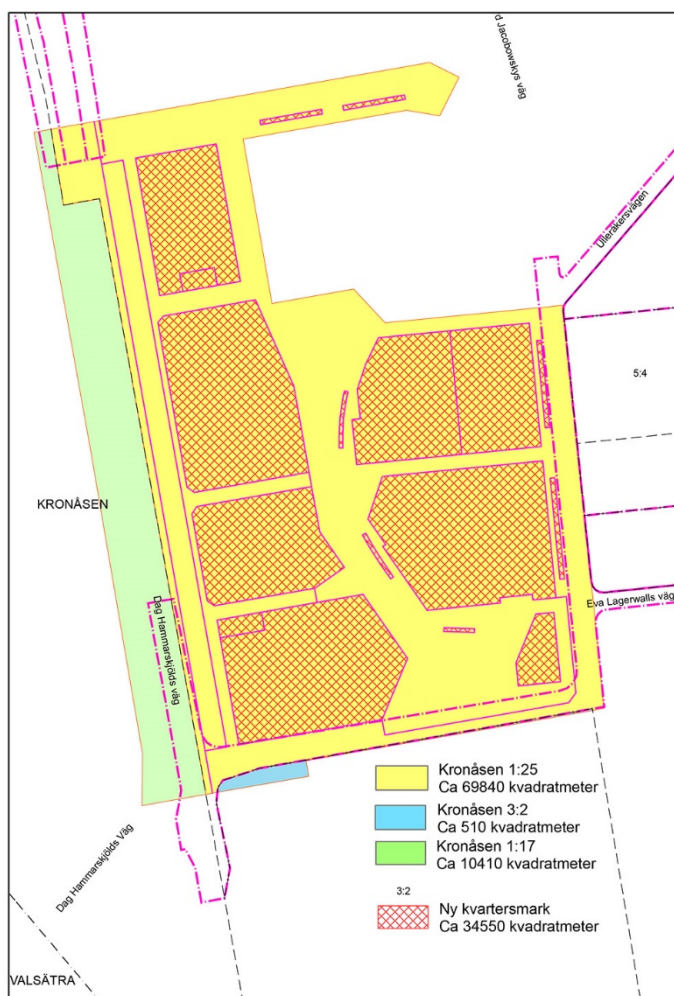 d Jacobowskys väg
Ulleråkersvägen
5:4
KRONÅSEN
Dag Hammarskjölds väg
Eva Lagerwalls väg
Kronåsen 1:25
Ca 69840 kvadratmeter
Kronåsen 3:2
Ca 510 kvadratmeter
Kronåsen 1:17
Ca 10410 kvadratmeter
3:2
Ny kvartersmark
Ca 34550 kvadratmeter
Dag Hammarskjölds Väg
VALSÄTRA